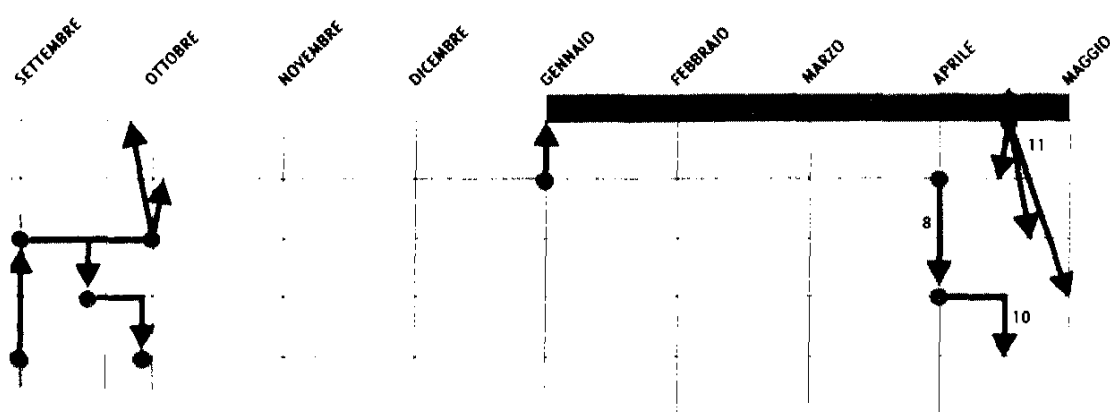 SETTEMBRE
OTTOBRE
NOVEMBRE
DICEMBRE
GENNAIO
FEBBRAIO
MARZO
APRILE
MAGGIO
11
8
10